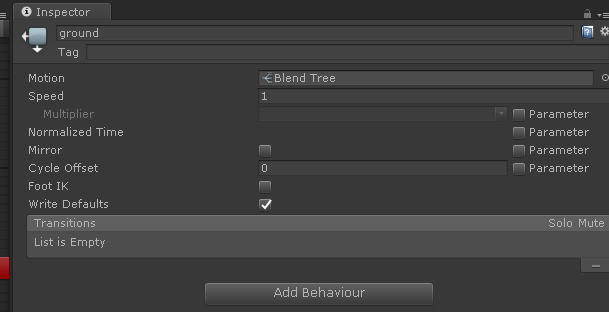 Inspector
ground
Tag
Motion Blend Tree
Speed 1
Multiplier Parameter
Normalized Time Parameter
Mirror Parameter
Cycle Offset 0 Parameter
Foot IK
Write Defaults
Transitions Solo Mute
List is Empty
Add Behaviour